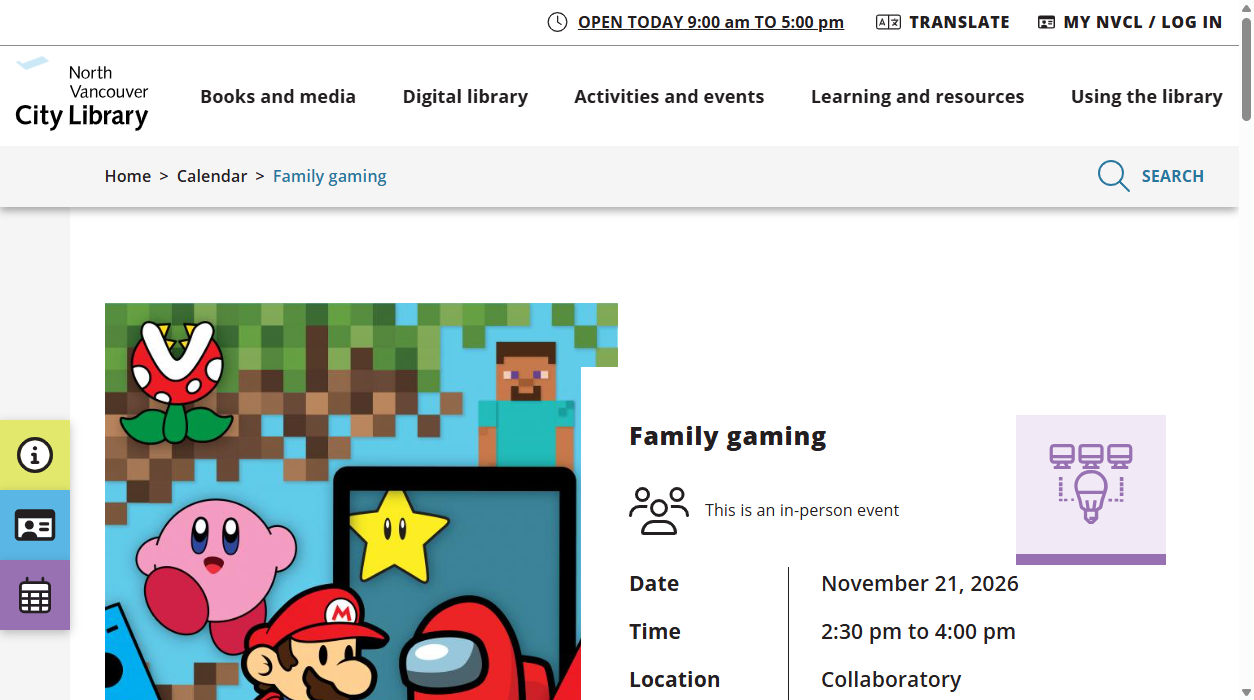 OPEN TODAY 9:00 am TO 5:00 pm
TRANSLATE
MY NVCL / LOG IN
North
Vancouver
City Library
Books and media
Digital library
Activities and events
Learning and resources
Using the library
Home > Calendar > Family gaming
SEARCH
M
Family gaming
This is an in-person event
Date November 21, 2026
Time 2:30 pm to 4:00 pm
Location Collaboratory